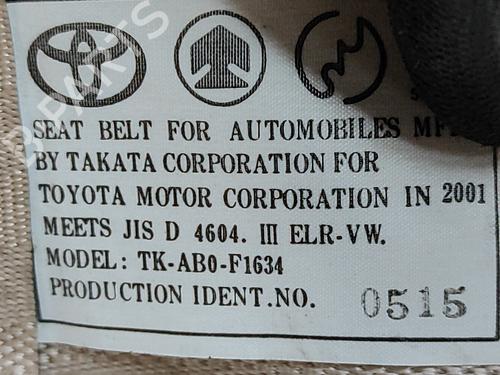 SEAT BELT FOR AUTOMOBILES
BY TAKATA CORPORATION FOR
TOYOTA MOTOR CORPORATION IN 2001
MEETS JIS D 4604. III ELR-VW.
MODEL: TK-AB0-F1634
PRODUCTION IDENT.NO. 0515